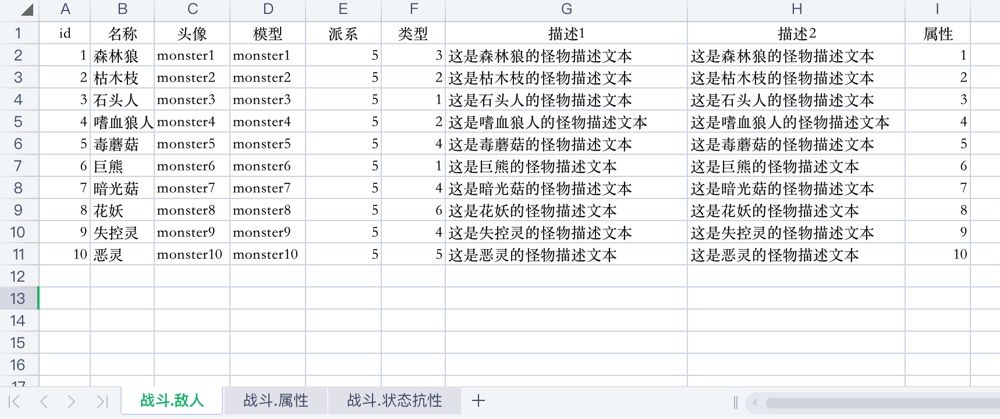 A B C D E F G H I
1 id 名称 头像 模型 派系 类型 描述1 描述2 属性
2 1 森林狼 monster1 monster1 5 3 这是森林狼的怪物描述文本 这是森林狼的怪物描述文本 1
3 2 枯木枝 monster2 monster2 5 2 这是枯木枝的怪物描述文本 这是枯木枝的怪物描述文本 2
4 3 石头人 monster3 monster3 5 1 这是石头人的怪物描述文本 这是石头人的怪物描述文本 3
5 4 嗜血狼人 monster4 monster4 5 2 这是嗜血狼人的怪物描述文本 这是嗜血狼人的怪物描述文本 4
6 5 毒蘑菇 monster5 monster5 5 4 这是毒蘑菇的怪物描述文本 这是毒蘑菇的怪物描述文本 5
7 6 巨熊 monster6 monster6 5 1 这是巨熊的怪物描述文本 这是巨熊的怪物描述文本 6
8 7 暗光菇 monster7 monster7 5 4 这是暗光菇的怪物描述文本 这是暗光菇的怪物描述文本 7
9 8 花妖 monster8 monster8 5 6 这是花妖的怪物描述文本 这是花妖的怪物描述文本 8
10 9 失控灵 monster9 monster9 5 4 这是失控灵的怪物描述文本 这是失控灵的怪物描述文本 9
11 10 恶灵 monster10 monster10 5 5 这是恶灵的怪物描述文本 这是恶灵的怪物描述文本 10
12
13
14
15
16
17
战斗.敌人 战斗.属性 战斗.状态抗性